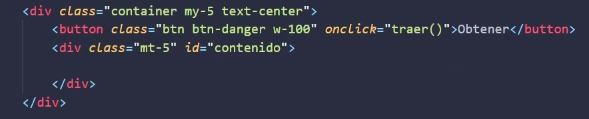 <div class="container my-5 text-center">
<button class="btn btn-danger w-100" onclick="traer()">Obtener</button>
<div class="mt-5" id="contenido">
</div>
</div>